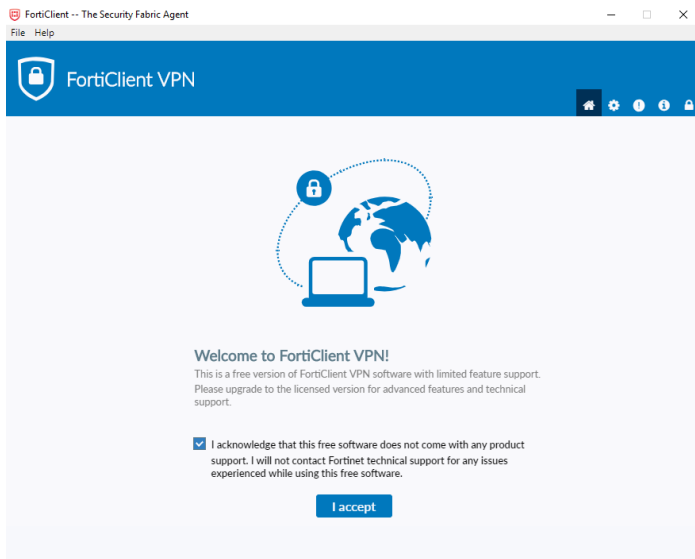 FortiClient -- The Security Fabric Agent
File Help
FortiClient VPN
Welcome to FortiClient VPN!
This is a free version of FortiClient VPN software with limited feature support.
Please upgrade to the licensed version for advanced features and technical
support.
I acknowledge that this free software does not come with any product
support. I will not contact Fortinet technical support for any issues
experienced while using this free software.
I accept